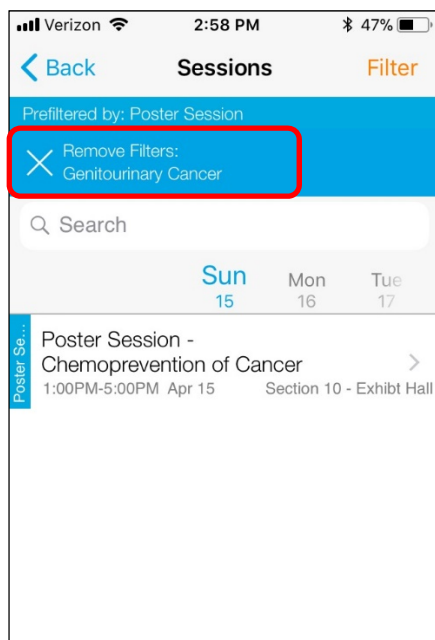 Verizon 2:58 PM 47%
Back Sessions Filter
Prefiltered by: Poster Session
Remove Filters:
Genitourinary Cancer
Search
Sun Mon Tue
15 16 17
Poster Se...
Poster Session -
Chemoprevention of Cancer
1:00PM-5:00PM Apr 15 Section 10 - Exhibt Hall